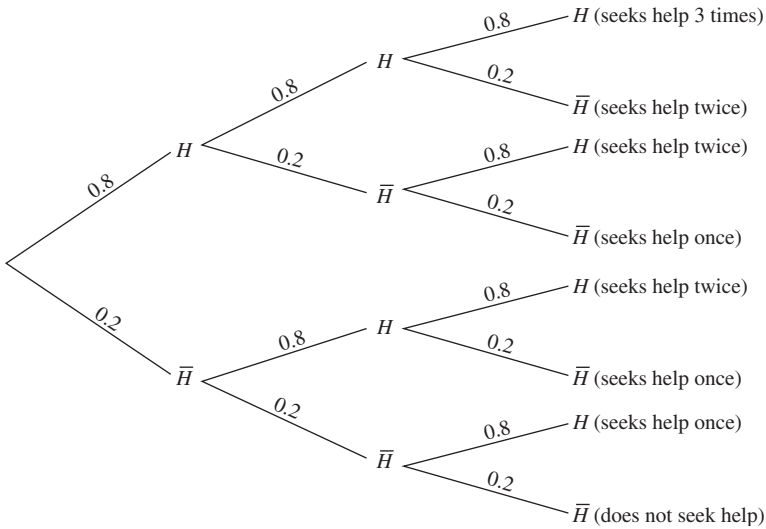 0.8
H (seeks help 3 times)
H
0.8
0.2
H̅ (seeks help twice)
H
0.8
H (seeks help twice)
0.2
0.8
H̅
0.2
H̅ (seeks help once)
0.8
H (seeks help twice)
0.2
0.8
H
0.2
H̅
H̅ (seeks help once)
0.2
0.8
H (seeks help once)
H̅
0.2
H̅ (does not seek help)